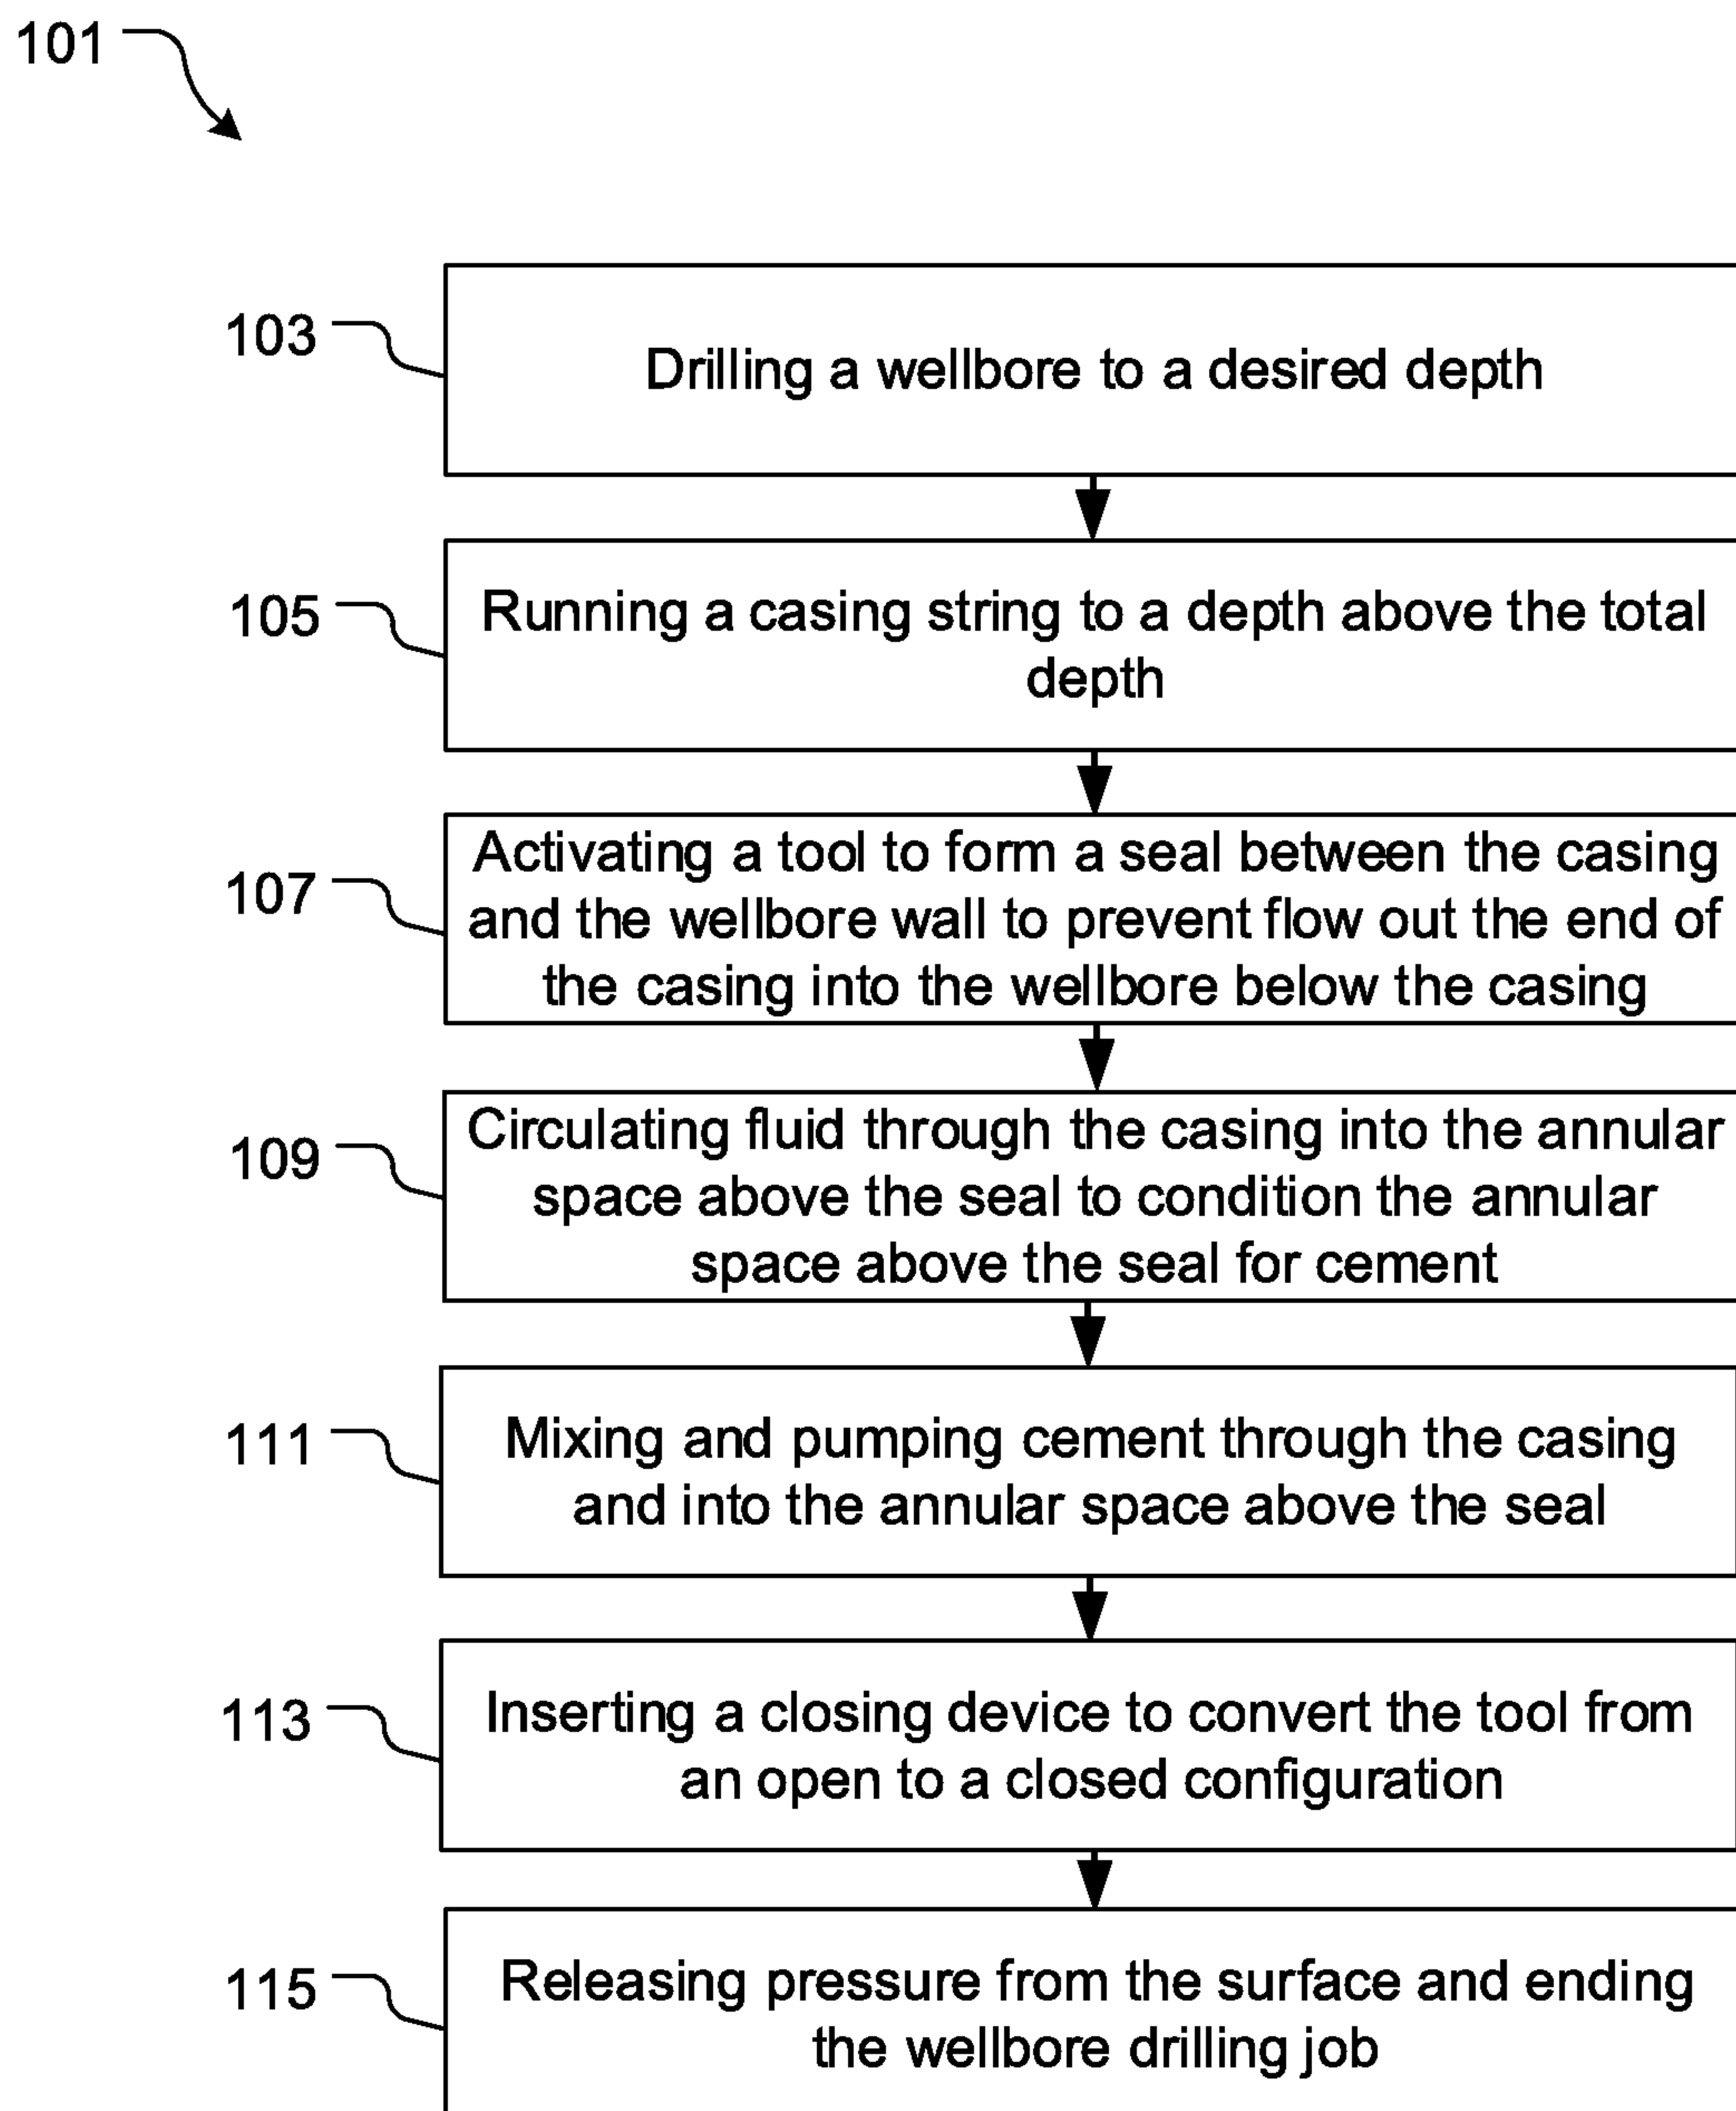 101
103
Drilling a wellbore to a desired depth
105
Running a casing string to a depth above the total
depth
107
Activating a tool to form a seal between the casing
and the wellbore wall to prevent flow out the end of
the casing into the wellbore below the casing
109
Circulating fluid through the casing into the annular
space above the seal to condition the annular
space above the seal for cement
111
Mixing and pumping cement through the casing
and into the annular space above the seal
113
Inserting a closing device to convert the tool from
an open to a closed configuration
115
Releasing pressure from the surface and ending
the wellbore drilling job